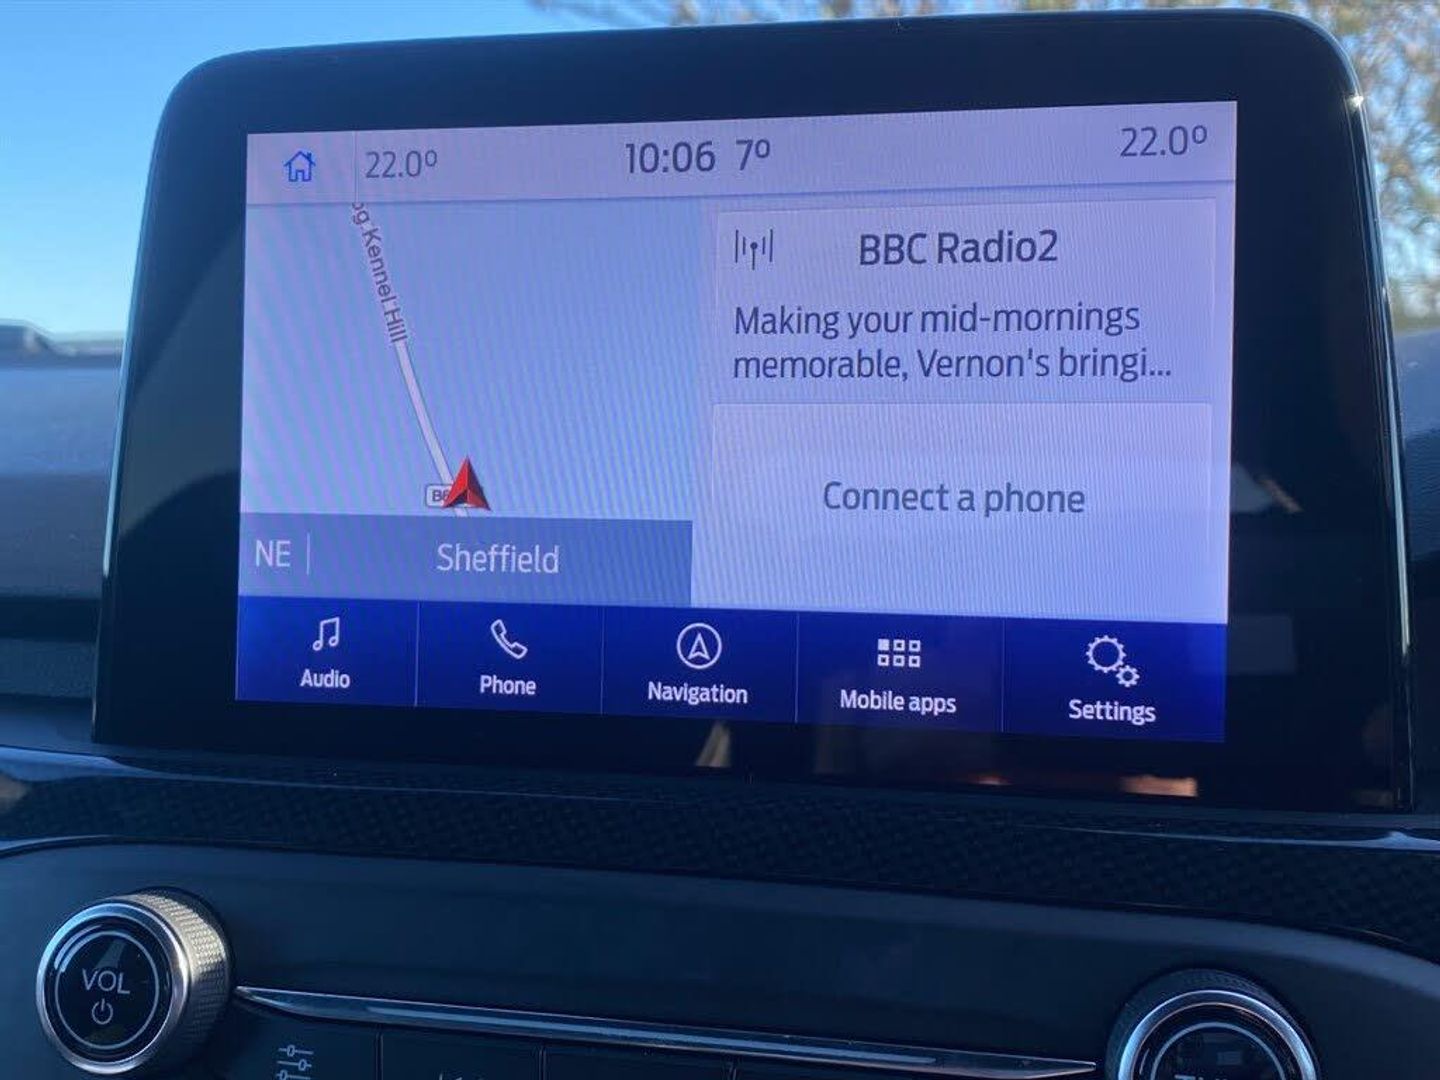 22.0º
10:06 7º
22.0º
Kennel Hill
BBC Radio2
Making your mid-mornings
memorable, Vernon's bringi...
Connect a phone
NE
Sheffield
Audio
Phone
Navigation
Mobile apps
Settings
VOL